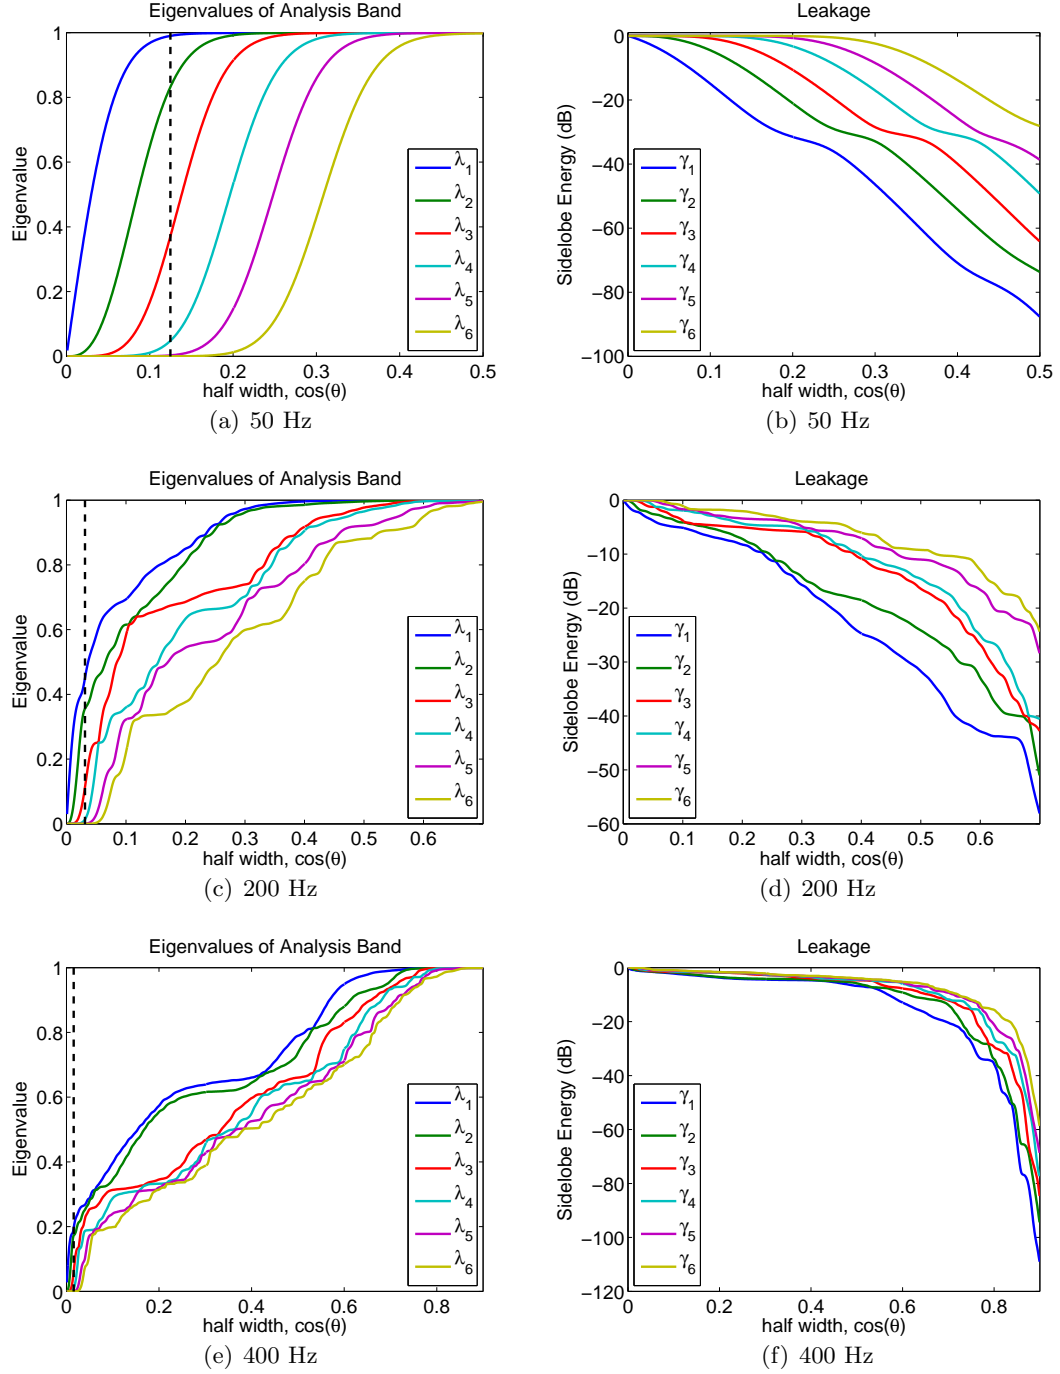 Eigenvalues of Analysis Band
Eigenvalue
1
0.8
0.6
0.4
0.2
0
0 0.1 0.2 0.3 0.4 0.5
half width, cos(θ)
λ1
λ2
λ3
λ4
λ5
λ6
(a) 50 Hz
Leakage
Sidelobe Energy (dB)
0
−20
−40
−60
−80
−100
0 0.1 0.2 0.3 0.4 0.5
half width, cos(θ)
γ1
γ2
γ3
γ4
γ5
γ6
(b) 50 Hz
Eigenvalues of Analysis Band
Eigenvalue
1
0.8
0.6
0.4
0.2
0
0 0.1 0.2 0.3 0.4 0.5 0.6
half width, cos(θ)
λ1
λ2
λ3
λ4
λ5
λ6
(c) 200 Hz
Leakage
Sidelobe Energy (dB)
0
−10
−20
−30
−40
−50
−60
0 0.1 0.2 0.3 0.4 0.5 0.6
half width, cos(θ)
γ1
γ2
γ3
γ4
γ5
γ6
(d) 200 Hz
Eigenvalues of Analysis Band
Eigenvalue
1
0.8
0.6
0.4
0.2
0
0 0.2 0.4 0.6 0.8
half width, cos(θ)
λ1
λ2
λ3
λ4
λ5
λ6
(e) 400 Hz
Leakage
Sidelobe Energy (dB)
0
−20
−40
−60
−80
−100
−120
0 0.2 0.4 0.6 0.8
half width, cos(θ)
γ1
γ2
γ3
γ4
γ5
γ6
(f) 400 Hz